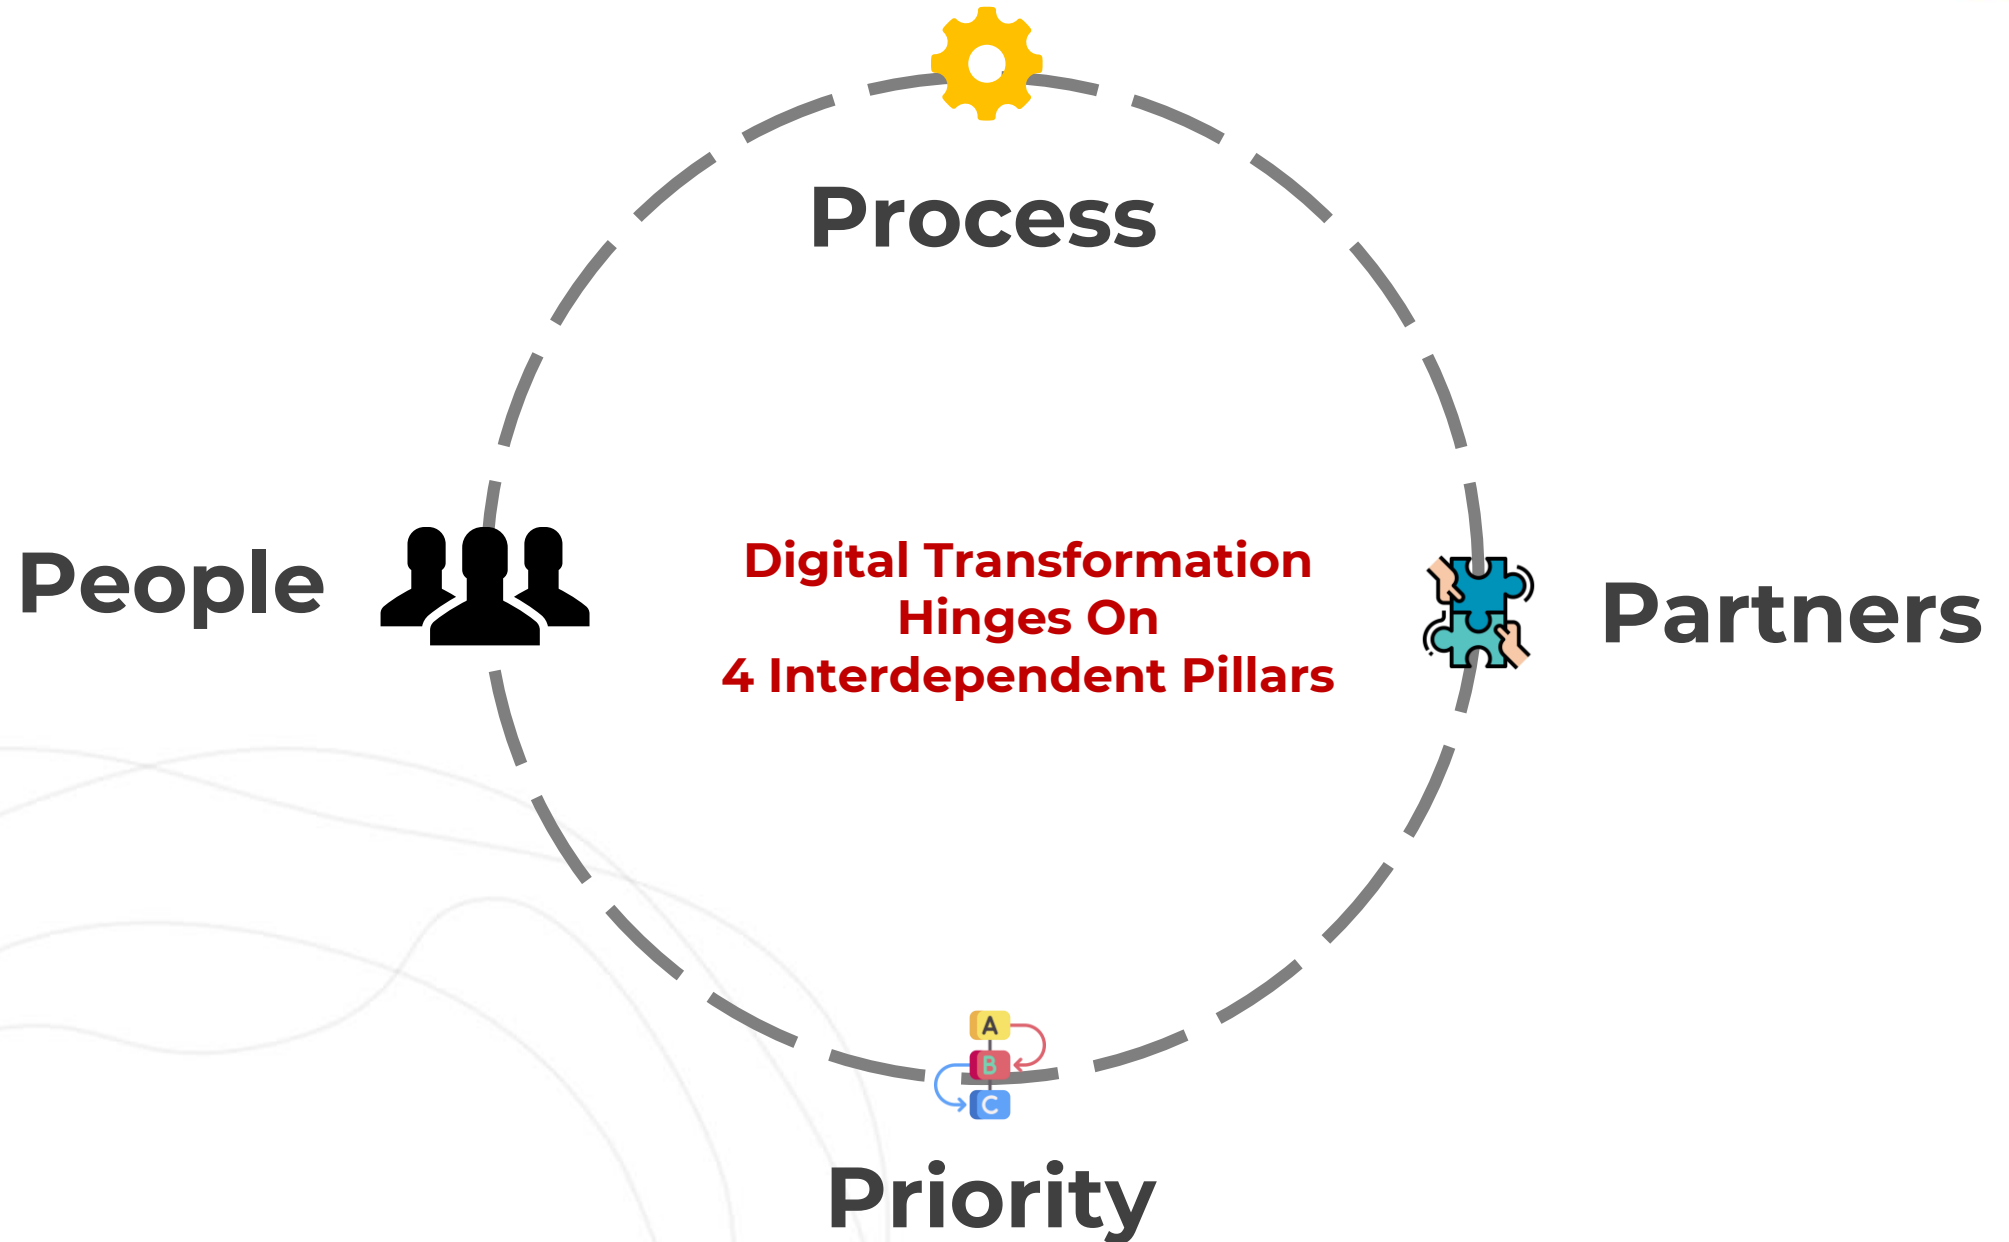 Process
People
Digital Transformation
Hinges On
4 Interdependent Pillars
Partners
A
B
C
Priority